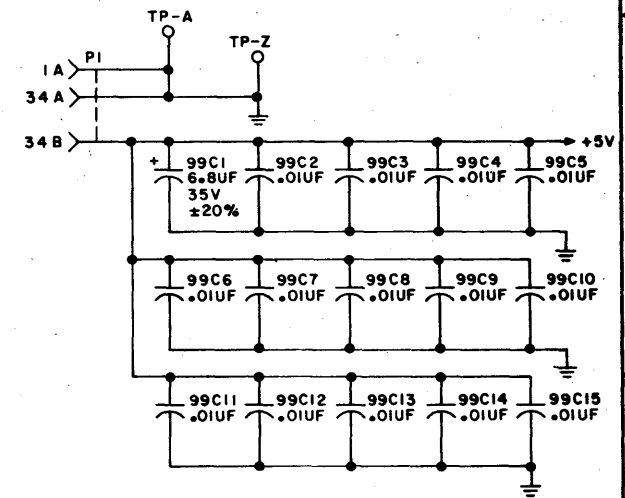 TP-A
TP-Z
P1
1A
34A
34B
+5V
+
99C1
6.8UF
35V
±20%
99C2
.01UF
99C3
.01UF
99C4
.01UF
99C5
.01UF
99C6
.01UF
99C7
.01UF
99C8
.01UF
99C9
.01UF
99C10
.01UF
99C11
.01UF
99C12
.01UF
99C13
.01UF
99C14
.01UF
99C15
.01UF